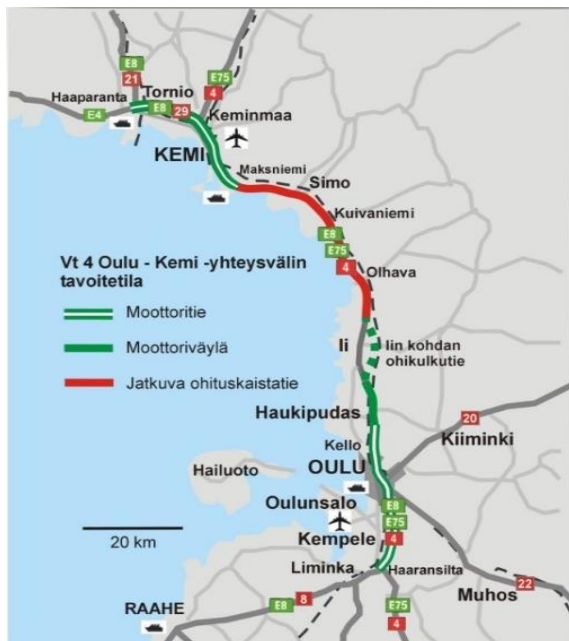 E8
21
E75
4
Haaparanta
Tornio
E8
29
Keminmaa
E4
KEMI
Maksniemi
Simo
Kuivaniemi
E8
E75
4
Olhava
Vt 4 Oulu - Kemi -yhteysvälin
tavoitetila
Moottoritie
Moottoriväylä
Jatkuva ohituskaistatie
Ii
Iin kohdan
ohikulkutie
Haukipudas
20
Kello
Kiiminki
Hailuoto
OULU
Oulunsalo
E8
E75
20 km
Kempele
4
Liminka
Haaransilta
Muhos
22
RAAHE
E8
8
E75
4